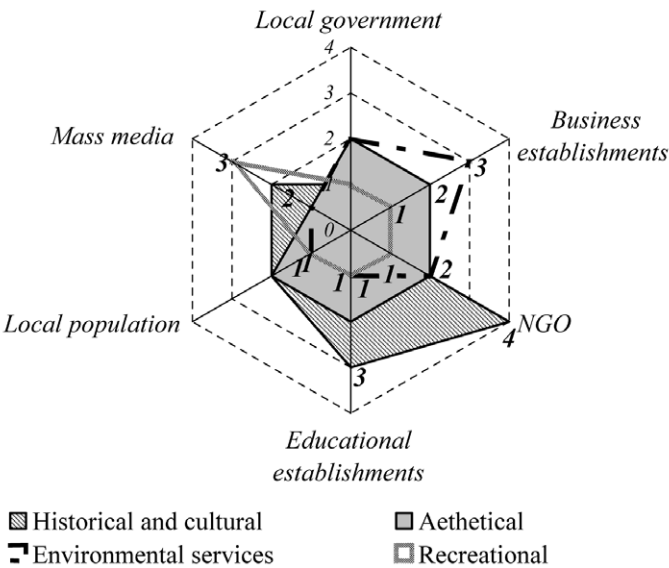 Local government
4
3
Mass media
Business
establishments
2
3
3
1
2
2
1
0
1
1
2
1
1
1
Local population
NGO
4
3
Educational
establishments
Historical and cultural
Aethetical
Environmental services
Recreational